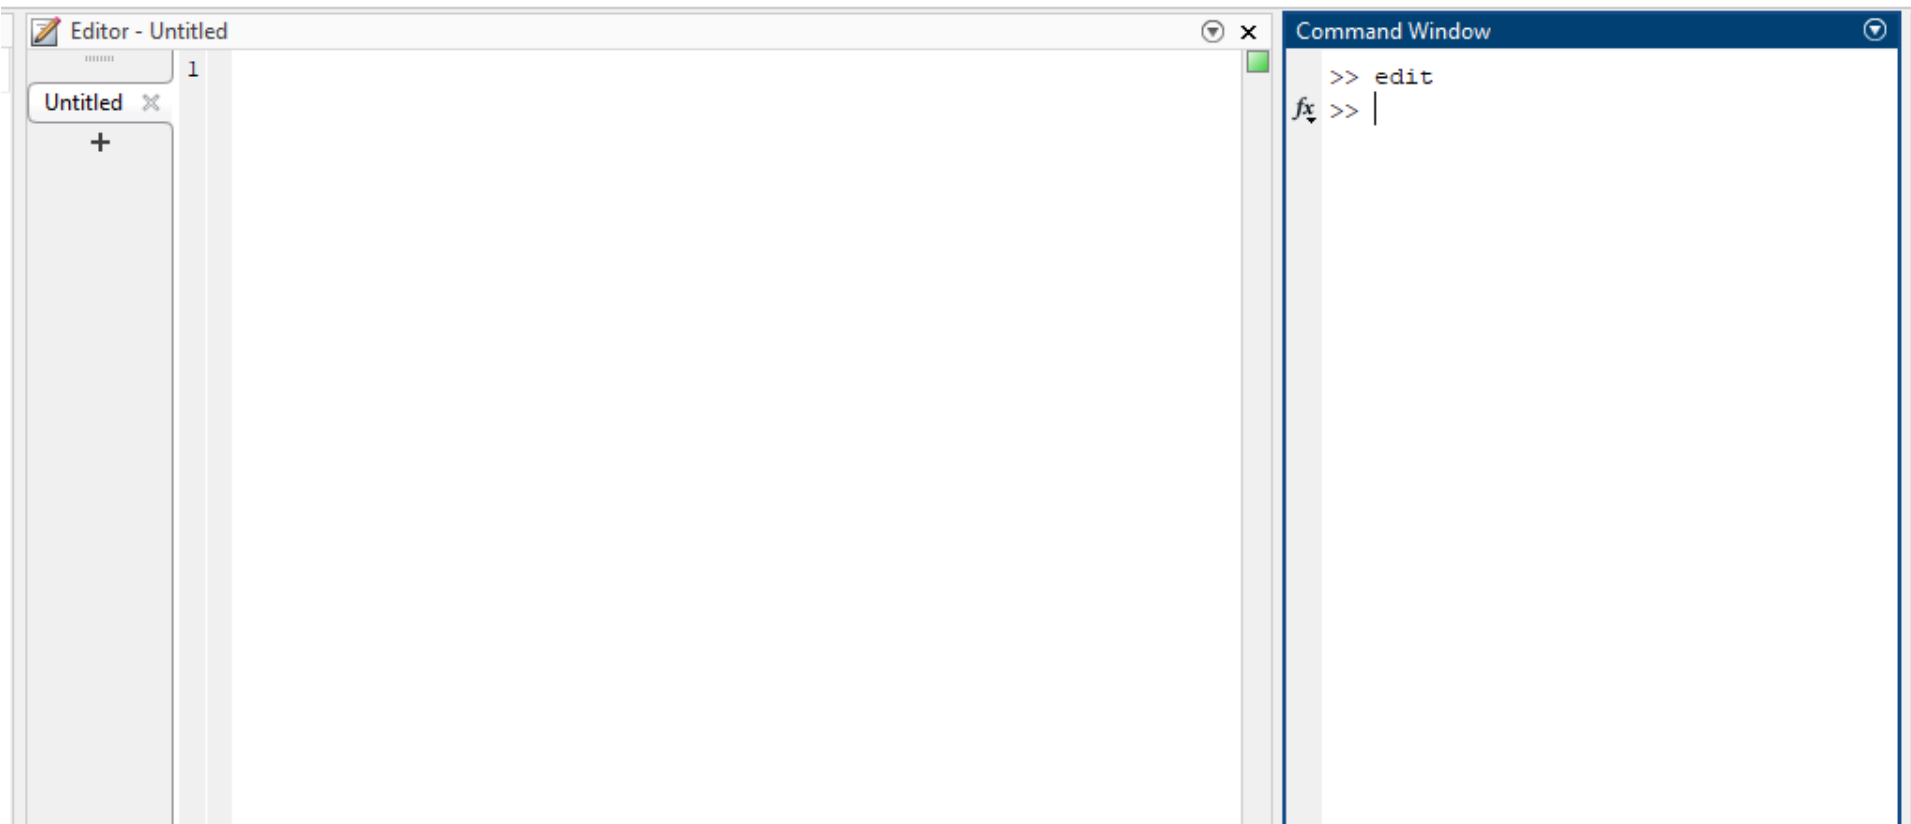 Editor - Untitled
1
Untitled
+
Command Window
>> edit
fx >>